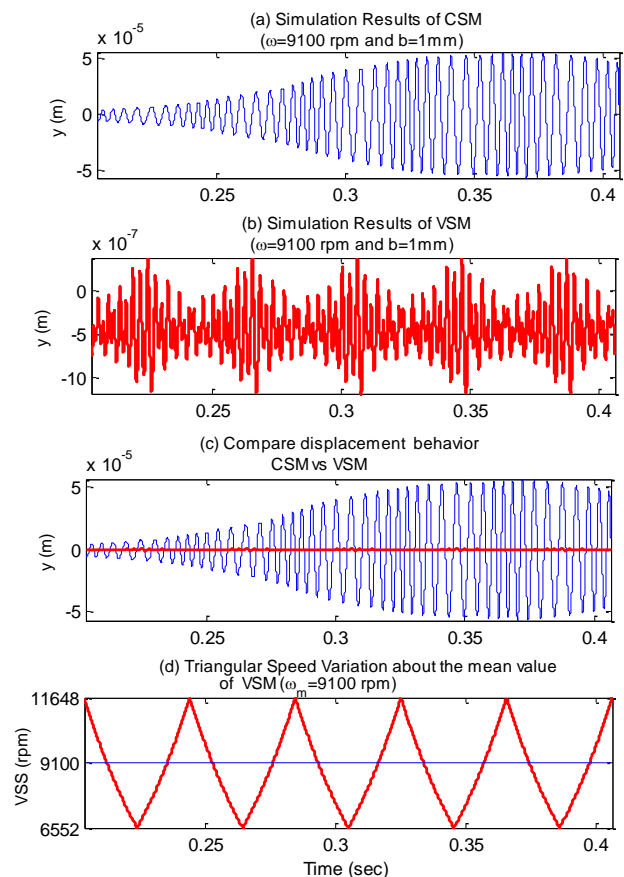 (a) Simulation Results of CSM
(ω=9100 rpm and b=1mm)
x 10^-5
5
0
-5
y (m)
0.25 0.3 0.35 0.4
(b) Simulation Results of VSM
(ω=9100 rpm and b=1mm)
x 10^-7
0
-5
-10
y (m)
0.25 0.3 0.35 0.4
(c) Compare displacement behavior
CSM vs VSM
x 10^-5
5
0
-5
y (m)
0.25 0.3 0.35 0.4
(d) Triangular Speed Variation about the mean value
of VSM (ω_m=9100 rpm)
11648
9100
6552
VSS (rpm)
0.25 0.3 0.35 0.4
Time (sec)